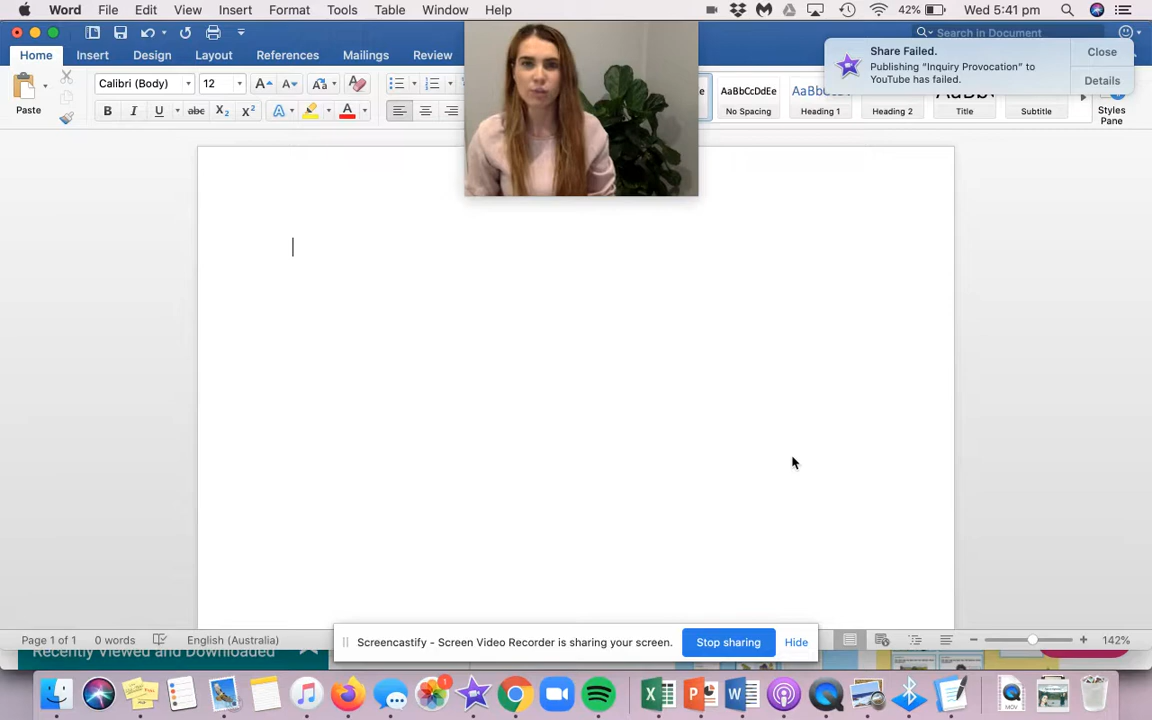 Word File Edit View Insert Format Tools Table Window Help 42% Wed 5:41 pm
Search in Document
Home Insert Design Layout References Mailings Review
Share Failed.
Publishing "Inquiry Provocation" to
YouTube has failed.
Close
Details
Paste
Calibri (Body) 12
AaBbCcDdEe
No Spacing
Heading 1
Heading 2
Title
Subtitle
Styles
Pane
Page 1 of 1 0 words English (Australia) 142%
Screencastify - Screen Video Recorder is sharing your screen. Stop sharing Hide
Recently Viewed and Downloaded